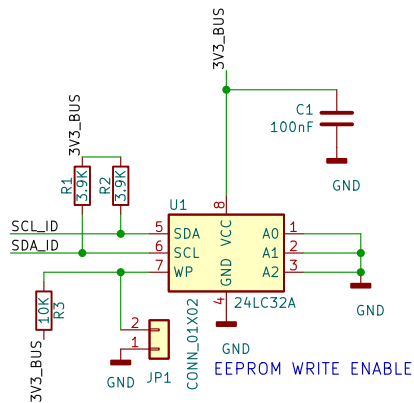 3V3_BUS
C1
100nF
GND
3V3_BUS
R1
3.9K
R2
3.9K
U1
8
SCL_ID
5
SDA
VCC
A0
1
SDA_ID
6
SCL
A1
2
7
WP
GND
A2
3
4
24LC32A
10K
R3
3V3_BUS
GND
GND
2
1
GND
JP1
CONN_01X02
EEPROM WRITE ENABLE